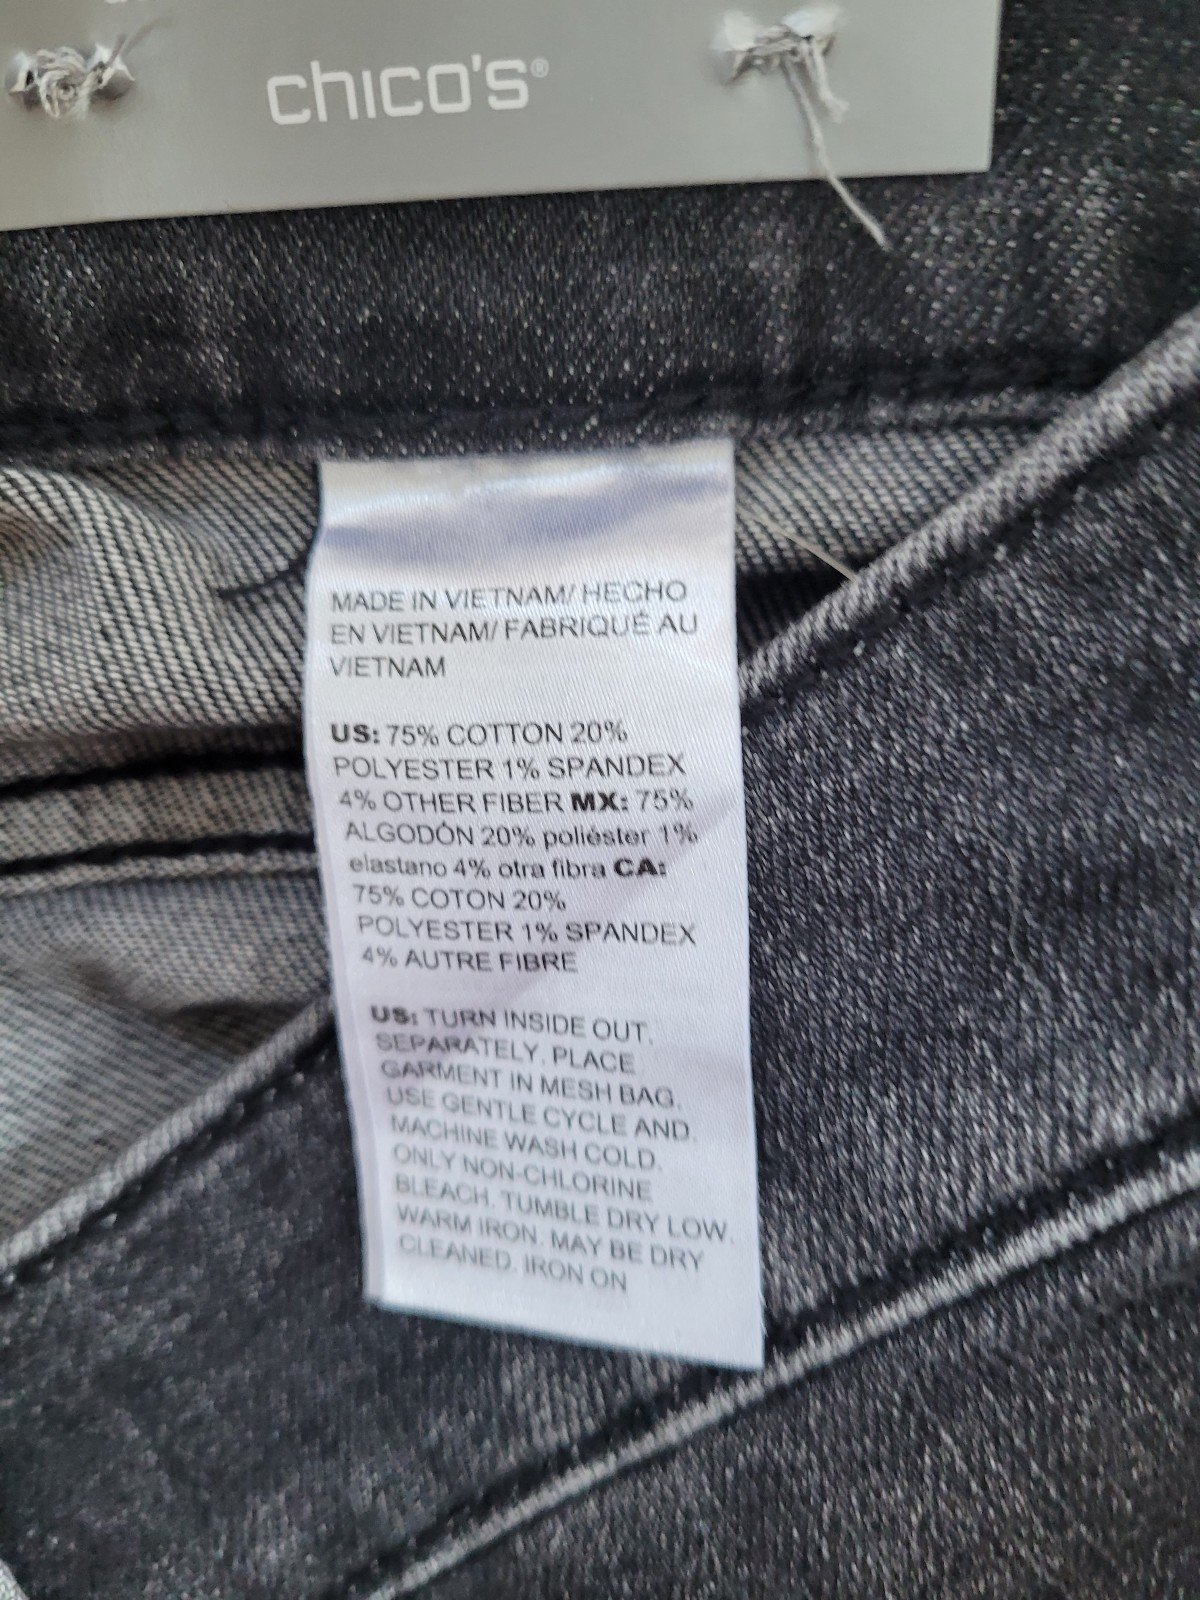 chico's®
MADE IN VIETNAM/ HECHO
EN VIETNAM/ FABRIQUÉ AU
VIETNAM
US: 75% COTTON 20%
POLYESTER 1% SPANDEX
4% OTHER FIBER MX: 75%
ALGODÓN 20% poliéster 1%
elastano 4% otra fibra CA:
75% COTON 20%
POLYESTER 1% SPANDEX
4% AUTRE FIBRE
US: TURN INSIDE OUT.
SEPARATELY. PLACE
GARMENT IN MESH BAG.
USE GENTLE CYCLE AND.
MACHINE WASH COLD.
ONLY NON-CHLORINE
BLEACH. TUMBLE DRY LOW.
WARM IRON. MAY BE DRY
CLEANED. IRON ON